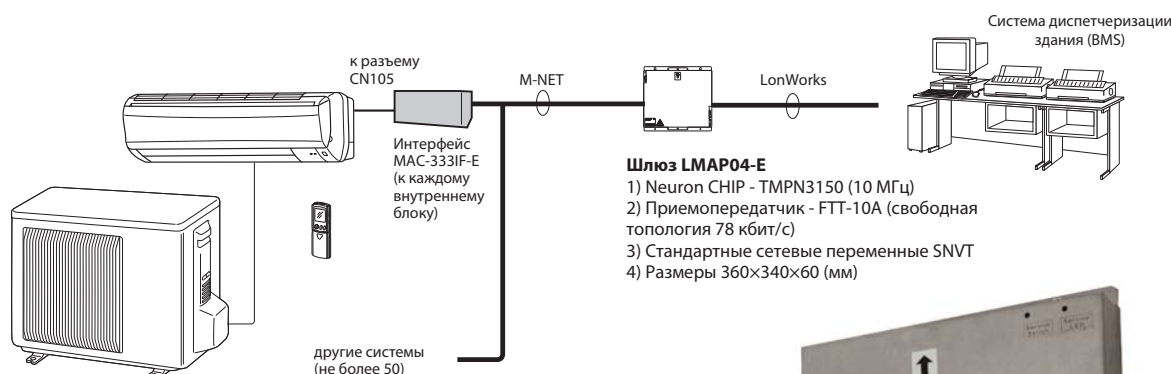 Система диспетчеризации
здания (BMS)
к разъему
CN105
M-NET
LonWorks
Интерфейс
MAC-333IF-E
(к каждому
внутреннему
блоку)
Шлюз LMAP04-E
1) Neuron CHIP - TMPN3150 (10 МГц)
2) Приемопередатчик - FTT-10A (свободная
топология 78 кбит/с)
3) Стандартные сетевые переменные SNVT
4) Размеры 360×340×60 (мм)
другие системы
(не более 50)